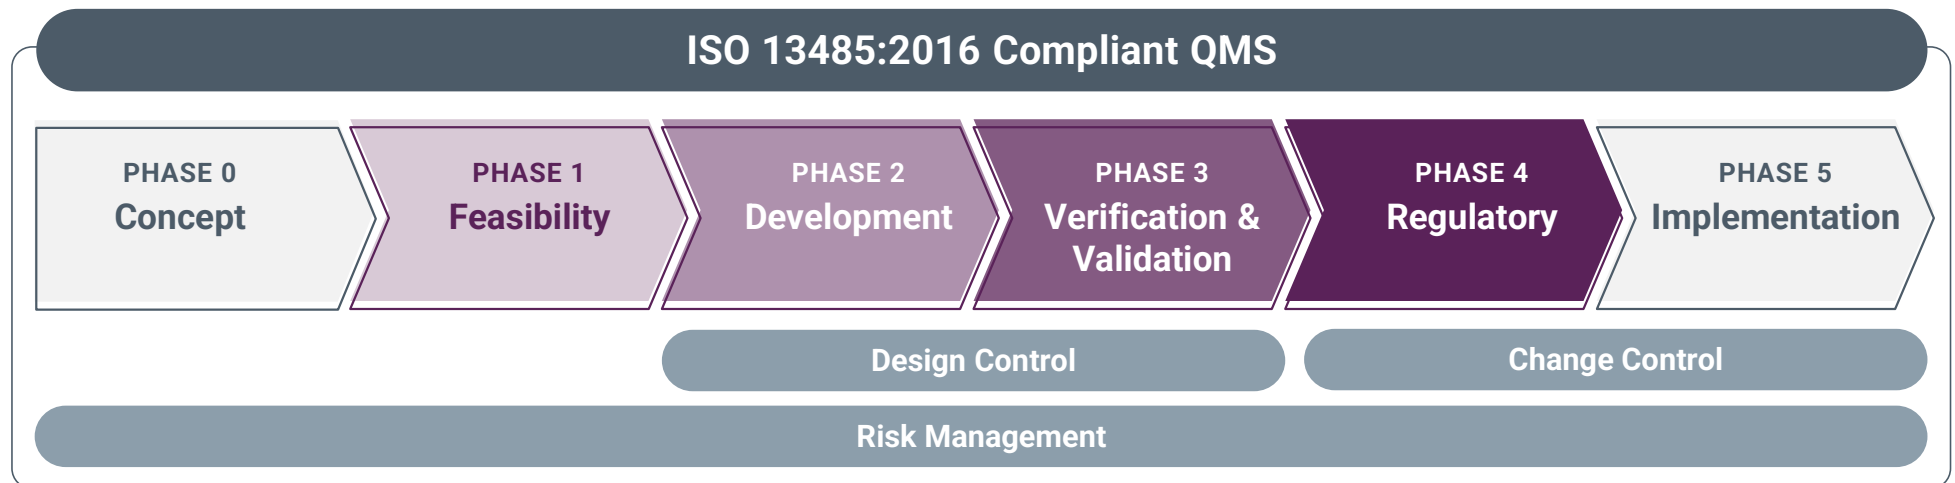 ISO 13485:2016 Compliant QMS
PHASE 0
Concept
PHASE 1
Feasibility
PHASE 2
Development
PHASE 3
Verification &
Validation
PHASE 4
Regulatory
PHASE 5
Implementation
Design Control
Change Control
Risk Management